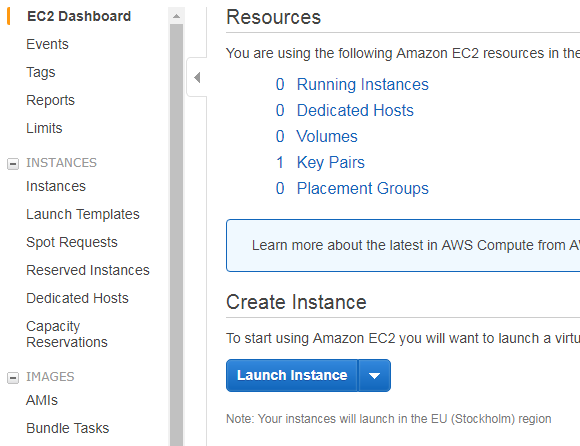 EC2 Dashboard
Events
Tags
Reports
Limits
INSTANCES
Instances
Launch Templates
Spot Requests
Reserved Instances
Dedicated Hosts
Capacity
Reservations
IMAGES
AMIs
Bundle Tasks
Resources
You are using the following Amazon EC2 resources in the
0 Running Instances
0 Dedicated Hosts
0 Volumes
1 Key Pairs
0 Placement Groups
Learn more about the latest in AWS Compute from
Create Instance
To start using Amazon EC2 you will want to launch a
Launch Instance
Note: Your instances will launch in the EU (Stockholm) region